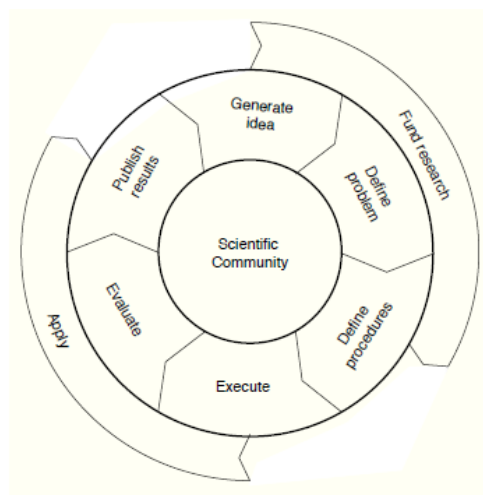 Generate
idea
Define
problem
Define
procedures
Execute
Evaluate
Publish
results
Scientific
Community
Fund research
Apply